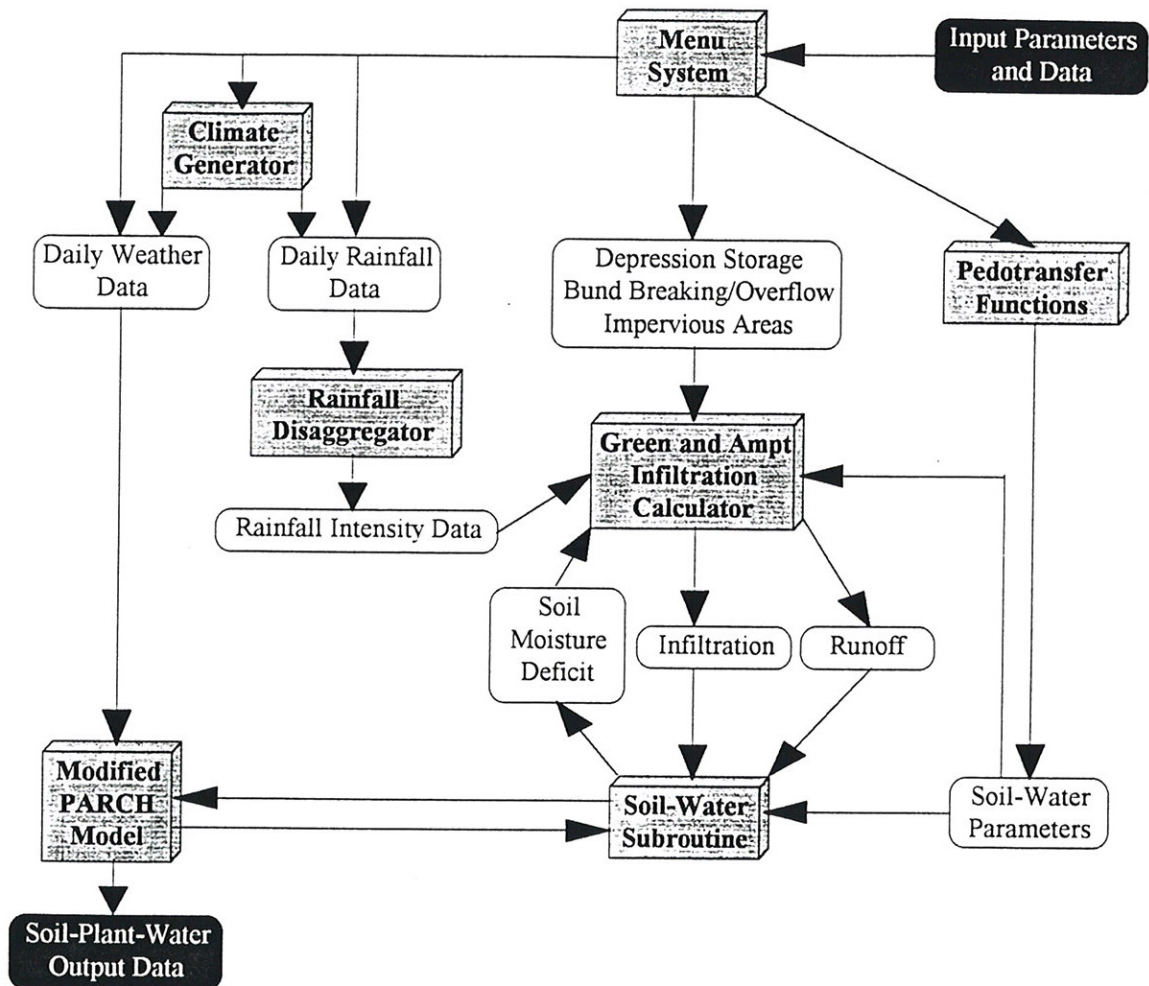 Menu
System
Input Parameters
and Data
Climate
Generator
Daily Weather
Data
Daily Rainfall
Data
Depression Storage
Bund Breaking/Overflow
Impervious Areas
Pedotransfer
Functions
Rainfall
Disaggregator
Green and Ampt
Infiltration
Calculator
Rainfall Intensity Data
Soil
Moisture
Deficit
Infiltration
Runoff
Modified
PARCH
Model
Soil-Water
Subroutine
Soil-Water
Parameters
Soil-Plant-Water
Output Data